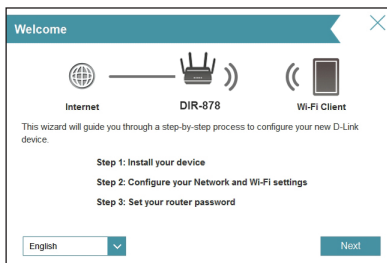 Welcome
Internet
DIR-878
Wi-Fi Client
This wizard will guide you through a step-by-step process to configure your new D-Link
device.
Step 1: Install your device
Step 2: Configure your Network and Wi-Fi settings
Step 3: Set your router password
English
Next